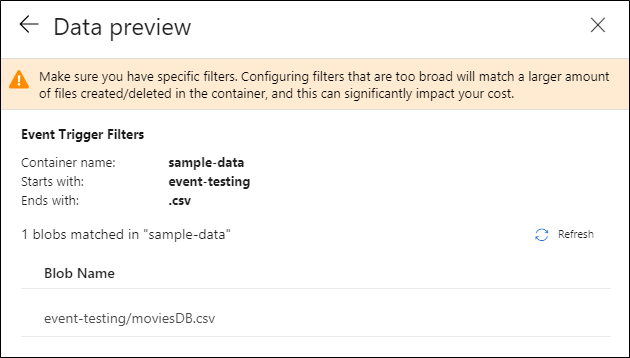 Data preview
Make sure you have specific filters. Configuring filters that are too broad will match a larger amount
of files created/deleted in the container, and this can significantly impact your cost.
Event Trigger Filters
Container name: sample-data
Starts with: event-testing
Ends with: .csv
1 blobs matched in "sample-data" Refresh
Blob Name
event-testing/moviesDB.csv